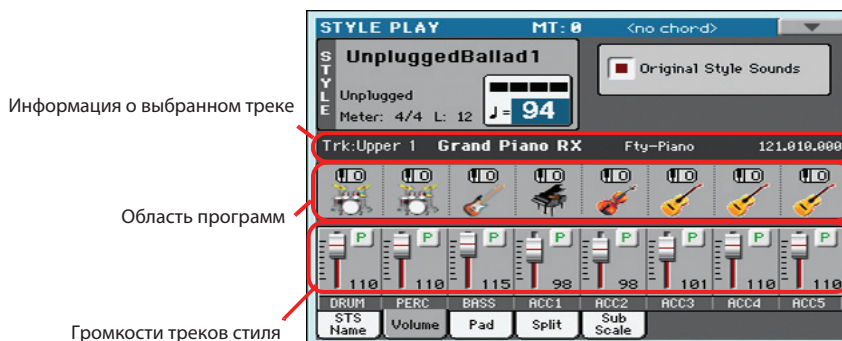 STYLE PLAY MT: 0 <no chord>
STYLE
UnpluggedBallad1
Original Style Sounds
Unplugged
Meter: 4/4 L: 12 ♩= 94
Информация о выбранном треке
Trk:Upper 1 Grand Piano RX Fty-Piano 121.010.000
Область программ
P P P P P P P P
110 110 115 98 98 101 110 110
DRUM PERC BASS ACC1 ACC2 ACC3 ACC4 ACC5
Громкости треков стиля
STS Name Volume Pad Split Sub Scale